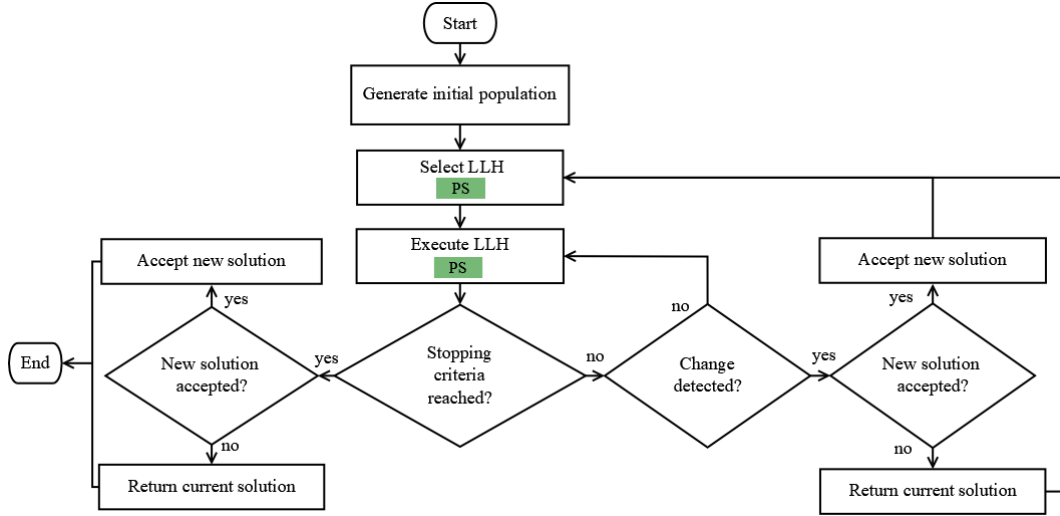 Start
Generate initial population
Select LLH
PS
Execute LLH
PS
Accept new solution
Accept new solution
yes
no
yes
End
New solution
accepted?
yes
Stopping
criteria
reached?
no
Change
detected?
yes
New solution
accepted?
no
no
Return current solution
Return current solution